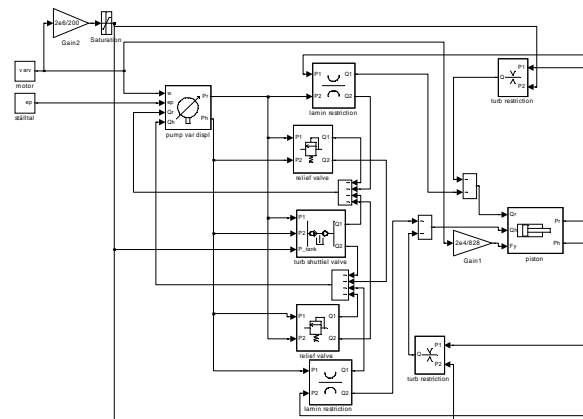 2e6/200
Gain2
Saturation
varv
motor
ep
ställtal
w
ep
Qr
Qh
Pr
Ph
pump var displ
P1
P2
Q1
Q2
lamin restriction
P1
P2
Q1
Q2
relief valve
P1
P2
P_tank
Q1
Q2
turb shuttlel valve
P1
P2
Q1
Q2
relief valve
P1
P2
Q1
Q2
lamin restriction
Q
P1
P2
turb restriction
2e4/828
Gain1
Qr
Qh
Fy
Pr
Ph
piston
Q
P1
P2
turb restriction